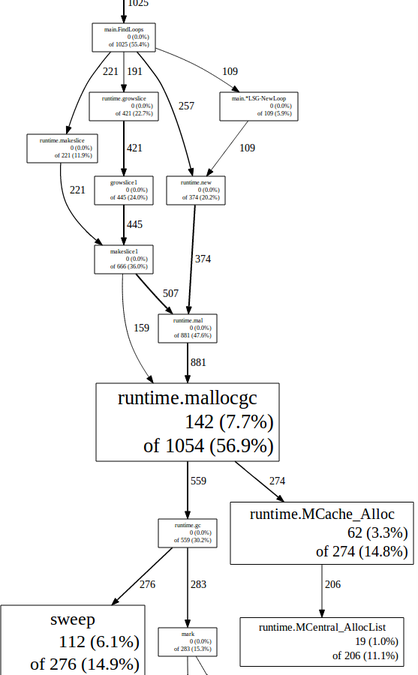 1025
main.FindLoops
0 (0.0%)
of 1025 (55.4%)
221
191
109
257
runtime.growslice
0 (0.0%)
of 421 (22.7%)
main.*LSG·NewLoop
0 (0.0%)
of 109 (5.9%)
runtime.makeslice
0 (0.0%)
of 221 (11.9%)
421
109
221
growslice1
0 (0.0%)
of 445 (24.0%)
runtime.new
0 (0.0%)
of 374 (20.2%)
445
makeslice1
0 (0.0%)
of 666 (36.0%)
374
507
159
runtime.mal
0 (0.0%)
of 881 (47.6%)
881
runtime.mallocgc
142 (7.7%)
of 1054 (56.9%)
559
274
runtime.MCache_Alloc
62 (3.3%)
of 274 (14.8%)
runtime.gc
0 (0.0%)
of 559 (30.2%)
276
283
206
sweep
112 (6.1%)
of 276 (14.9%)
mark
0 (0.0%)
of 283 (15.3%)
runtime.MCentral_AllocList
19 (1.0%)
of 206 (11.1%)